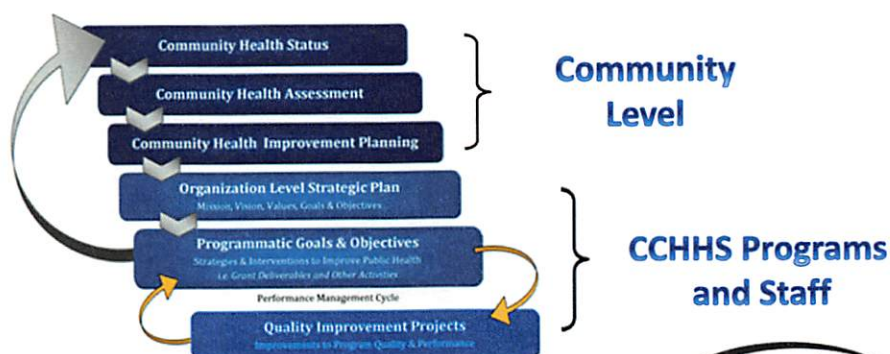 Community Health Status
Community Health Assessment
Community Health Improvement Planning
Community
Level
Organization Level Strategic Plan
Mission, Vision, Values, Goals & Objectives
Programmatic Goals & Objectives
Strategies & Interventions to Improve Public Health
i.e. Grant Deliverables and Other Activities
CCHHS Programs
and Staff
Performance Management Cycle
Quality Improvement Projects
Improvements to Program Quality & Performance